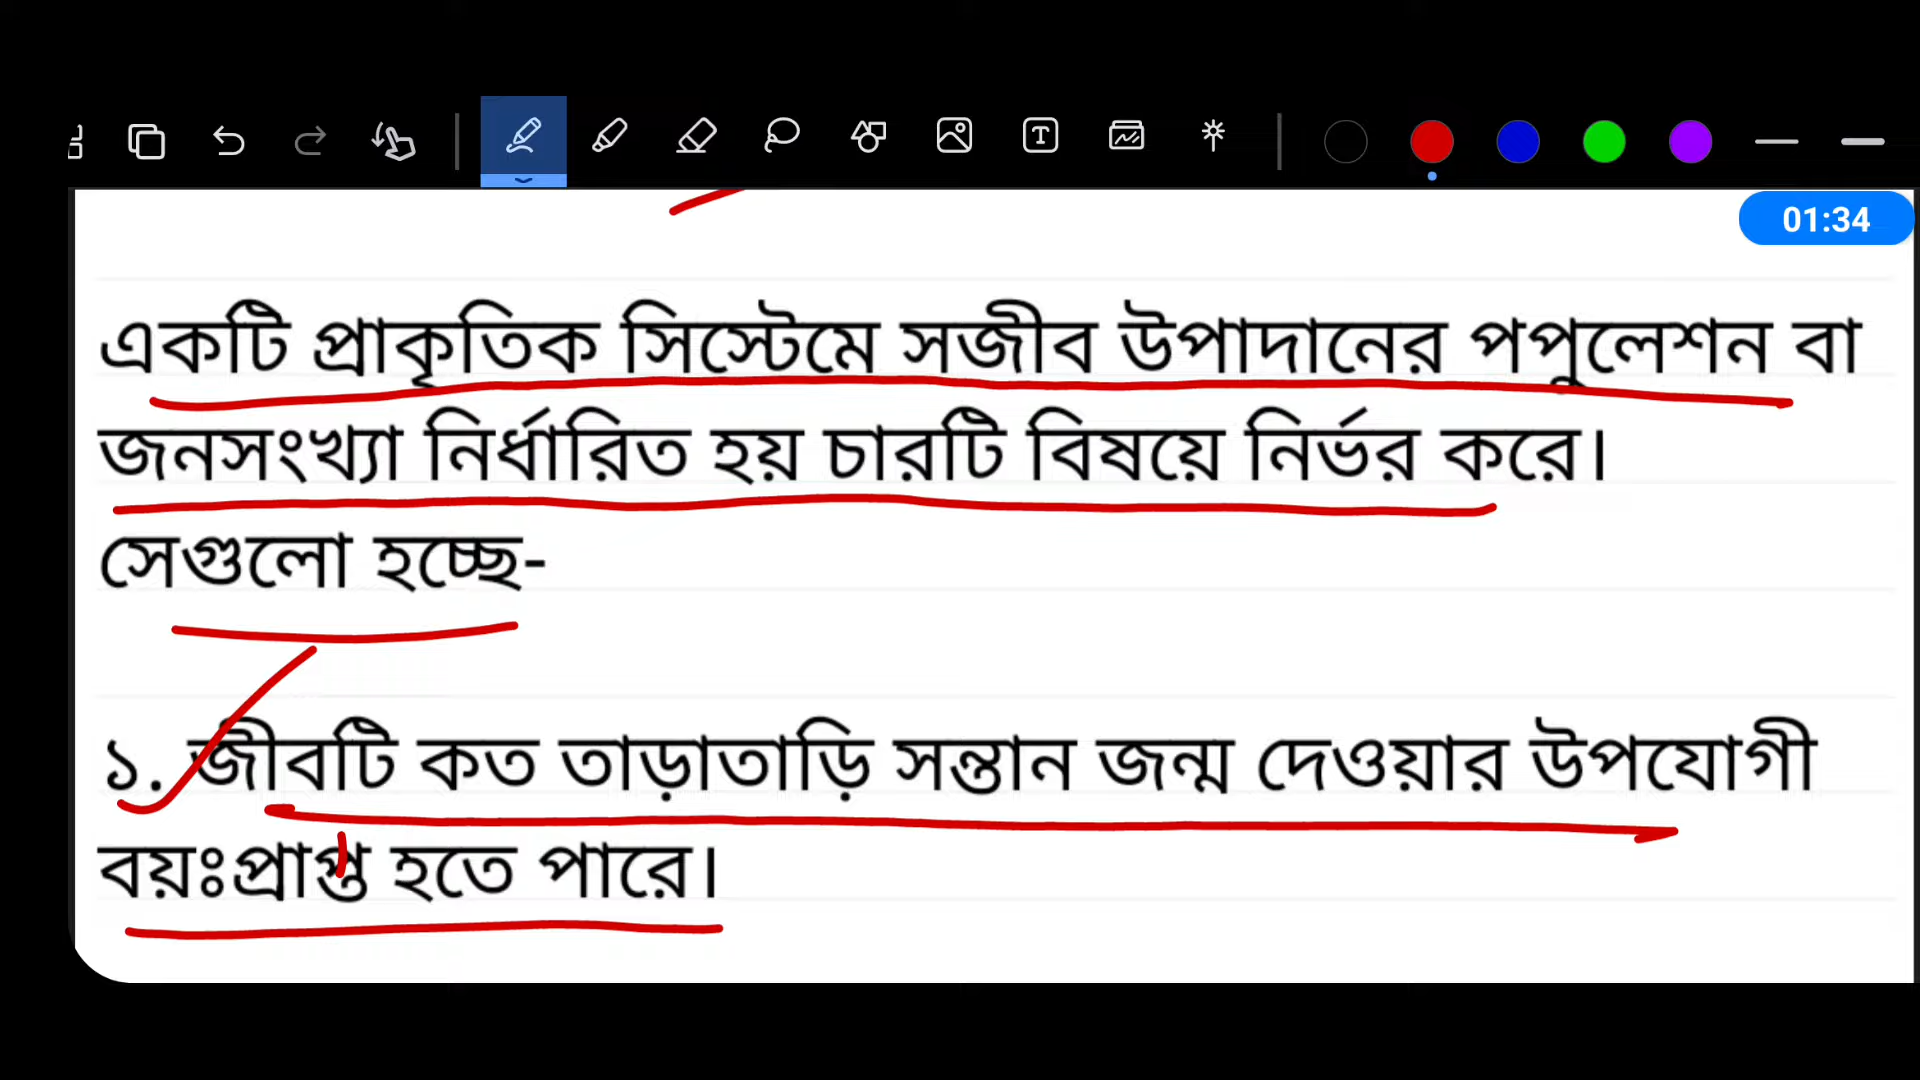 01:34
একটি প্রাকৃতিক সিস্টেমে সজীব উপাদানের পপুলেশন বা
জনসংখ্যা নির্ধারিত হয় চারটি বিষয়ে নির্ভর করে।
সেগুলো হচ্ছে-
১. জীবটি কত তাড়াতাড়ি সন্তান জন্ম দেওয়ার উপযোগী
বয়ঃপ্রাপ্ত হতে পারে।